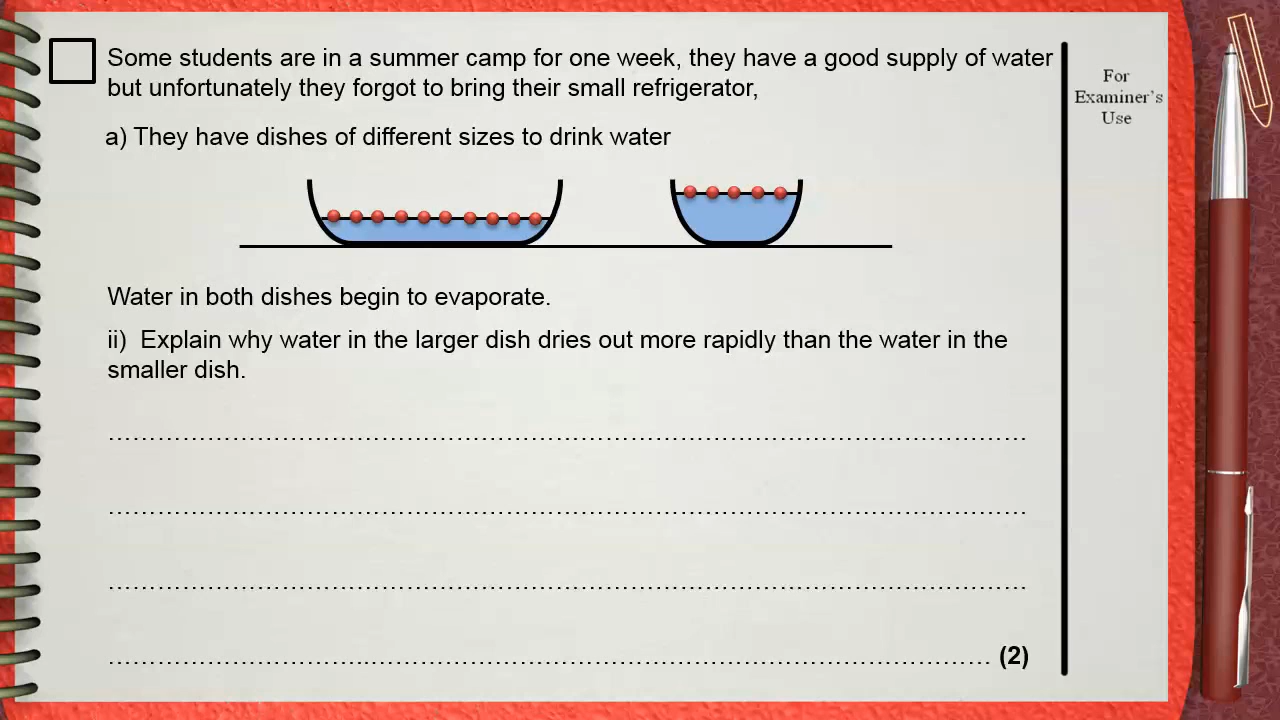 Some students are in a summer camp for one week, they have a good supply of water
but unfortunately they forgot to bring their small refrigerator,
For
Examiner's
Use
a) They have dishes of different sizes to drink water
Water in both dishes begin to evaporate.
ii) Explain why water in the larger dish dries out more rapidly than the water in the
smaller dish.
(2)